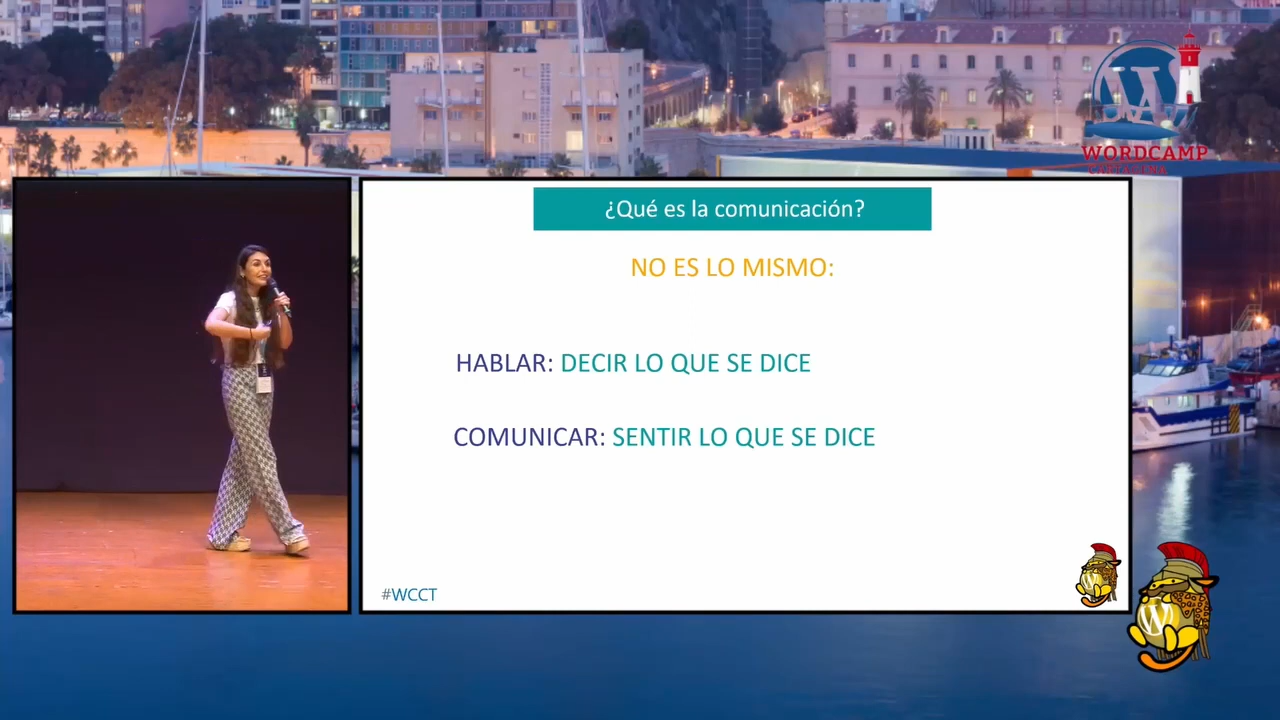 WORDCAMP
CARTAGENA
¿Qué es la comunicación?
NO ES LO MISMO:
HABLAR: DECIR LO QUE SE DICE
COMUNICAR: SENTIR LO QUE SE DICE
#WCCT